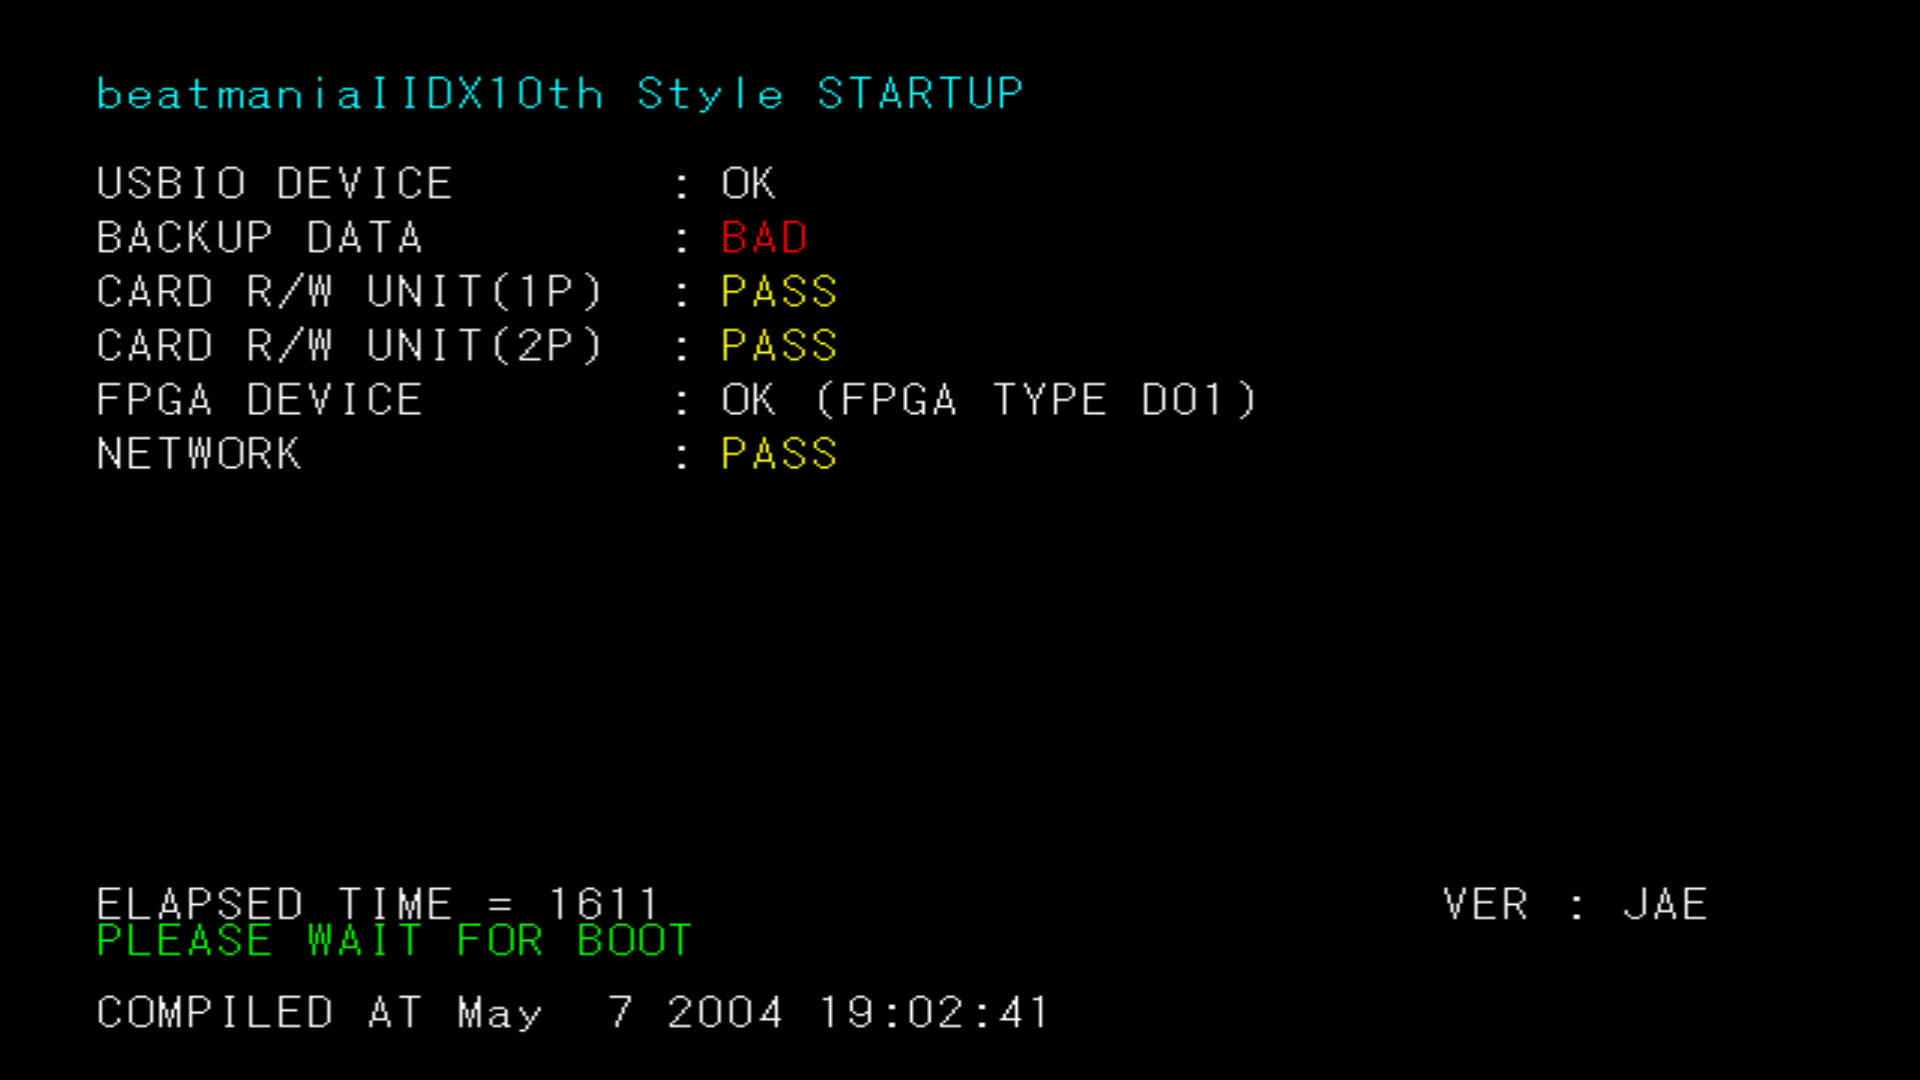 beatmaniaIIDX10th Style STARTUP
USBIO DEVICE : OK
BACKUP DATA : BAD
CARD R/W UNIT(1P) : PASS
CARD R/W UNIT(2P) : PASS
FPGA DEVICE : OK (FPGA TYPE D01)
NETWORK : PASS
ELAPSED TIME = 1611 VER : JAE
PLEASE WAIT FOR BOOT
COMPILED AT May  7 2004 19:02:41